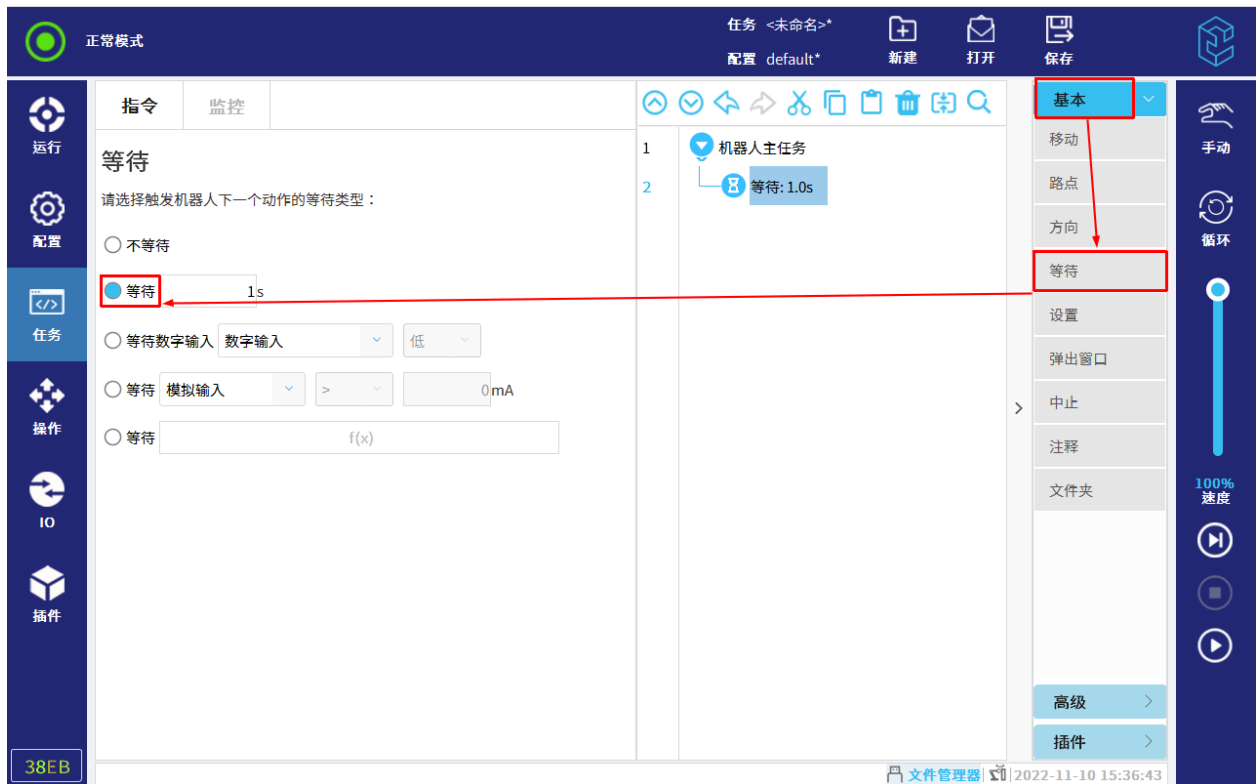 正常模式
任务 <未命名>*
配置 default*
新建
打开
保存
运行
配置
任务
操作
IO
插件
38EB
指令
监控
等待
请选择触发机器人下一个动作的等待类型：
不等待
等待 1s
等待数字输入 数字输入 低
等待 模拟输入 > 0mA
等待 f(x)
1 机器人主任务
2 等待: 1.0s
基本
移动
路点
方向
等待
设置
弹出窗口
中止
注释
文件夹
高级
插件
手动
循环
100%
速度
文件管理器 2022-11-10 15:36:43